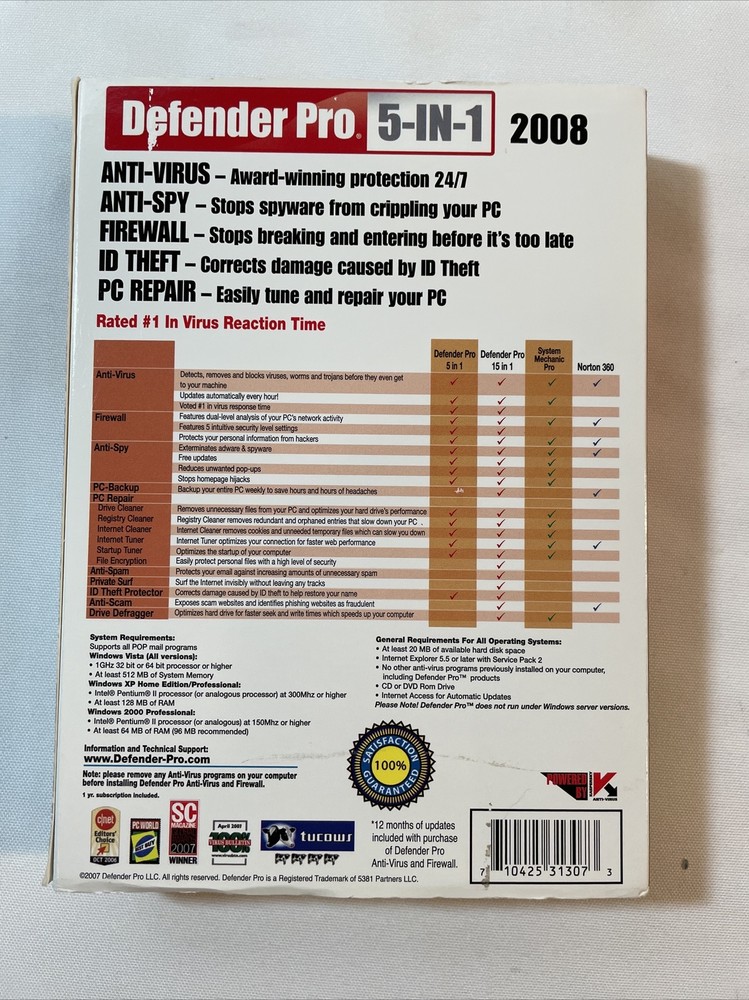 Defender Pro® 5-IN-1 2008
ANTI-VIRUS – Award-winning protection 24/7
ANTI-SPY – Stops spyware from crippling your PC
FIREWALL – Stops breaking and entering before it's too late
ID THEFT – Corrects damage caused by ID Theft
PC REPAIR – Easily tune and repair your PC
Rated #1 In Virus Reaction Time
Defender Pro 5 in 1
Defender Pro 15 in 1
System Mechanic Pro
Norton 360
Anti-Virus Detects, removes and blocks viruses, worms and trojans before they even get
to your machine
Updates automatically every hour!
Voted #1 in virus response time
Firewall Features dual-level analysis of your PC's network activity
Features 5 intuitive security level settings
Protects your personal information from hackers
Anti-Spy Exterminates adware & spyware
Free updates
Reduces unwanted pop-ups
Stops homepage hijacks
PC-Backup Backup your entire PC weekly to save hours and hours of headaches
PC Repair
Drive Cleaner Removes unnecessary files from your PC and optimizes your hard drive's performance
Registry Cleaner Registry Cleaner removes redundant and orphaned entries that slow down your PC .
Internet Cleaner Internet Cleaner removes cookies and unneeded temporary files which can slow you down
Internet Tuner Internet Tuner optimizes your connection for faster web performance
Startup Tuner Optimizes the startup of your computer
File Encryption Easily protect personal files with a high level of security
Anti-Spam Protects your email against increasing amounts of unnecessary spam
Private Surf Surf the Internet invisibly without leaving any tracks
ID Theft Protector Corrects damage caused by ID theft to help restore your name
Anti-Scam Exposes scam websites and identifies phishing websites as fraudulent
Drive Defragger Optimizes hard drive for faster seek and write times which speeds up your computer
System Requirements:
Supports all POP mail programs
Windows Vista (All versions):
• 1GHz 32 bit or 64 bit processor or higher
• At least 512 MB of System Memory
Windows XP Home Edition/Professional:
• Intel® Pentium® II processor (or analogous processor) at 300Mhz or higher
• At least 128 MB of RAM
Windows 2000 Professional:
• Intel® Pentium® II processor (or analogous) at 150Mhz or higher
• At least 64 MB of RAM (96 MB recommended)
General Requirements For All Operating Systems:
• At least 20 MB of available hard disk space
• Internet Explorer 5.5 or later with Service Pack 2
• No other anti-virus programs previously installed on your computer,
including Defender Pro™ products
• CD or DVD Rom Drive
• Internet Access for Automatic Updates
Please Note! Defender Pro™ does not run under Windows server versions.
Information and Technical Support:
www.Defender-Pro.com
Note: please remove any Anti-Virus programs on your computer
before installing Defender Pro Anti-Virus and Firewall.
1 yr. subscription included.
SATISFACTION
100%
GUARANTEED
POWERED
BY
KASPERSKY
ANTI-VIRUS
c|net
Editors'
Choice
OCT 2006
PC WORLD
BEST BUY
SC
MAGAZINE
2007
WINNER
April 2007
100%
VIRUS BULLETIN
www.virusbtn.com
tucows
*12 months of updates
included with purchase
of Defender Pro
Anti-Virus and Firewall.
7 10425 31307 3
©2007 Defender Pro LLC. All rights reserved. Defender Pro is a Registered Trademark of 5381 Partners LLC.